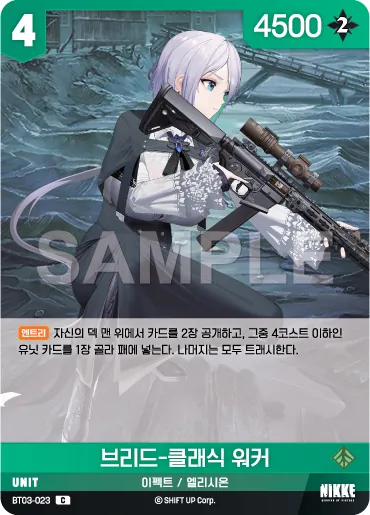 4
4500 2
SAMPLE
엔트리 자신의 덱 맨 위에서 카드를 2장 공개하고, 그중 4코스트 이하인
유닛 카드를 1장 골라 패에 넣는다. 나머지는 모두 트래시한다.
브리드-클래식 워커
UNIT
이펙트 / 엘리시온
BT03-023 C
© SHIFT UP Corp.
NIKKE